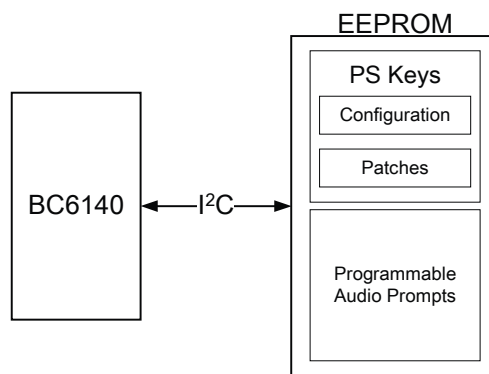 EEPROM
PS Keys
Configuration
Patches
BC6140
I²C
Programmable
Audio Prompts